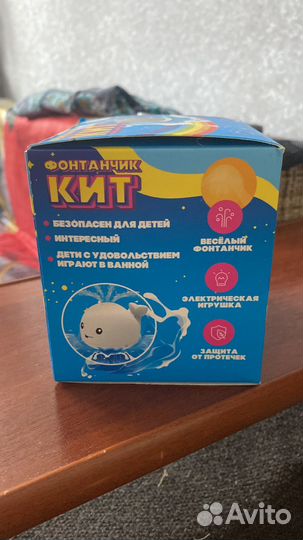 ФОНТАНЧИК
КИТ
БЕЗОПАСЕН ДЛЯ ДЕТЕЙ
ИНТЕРЕСНЫЙ
ДЕТИ С УДОВОЛЬСТВИЕМ
ИГРАЮТ В ВАННОЙ
ВЕСЁЛЫЙ
ФОНТАНЧИК
ЭЛЕКТРИЧЕСКАЯ
ИГРУШКА
ЗАЩИТА
ОТ ПРОТЕЧЕК
Avito